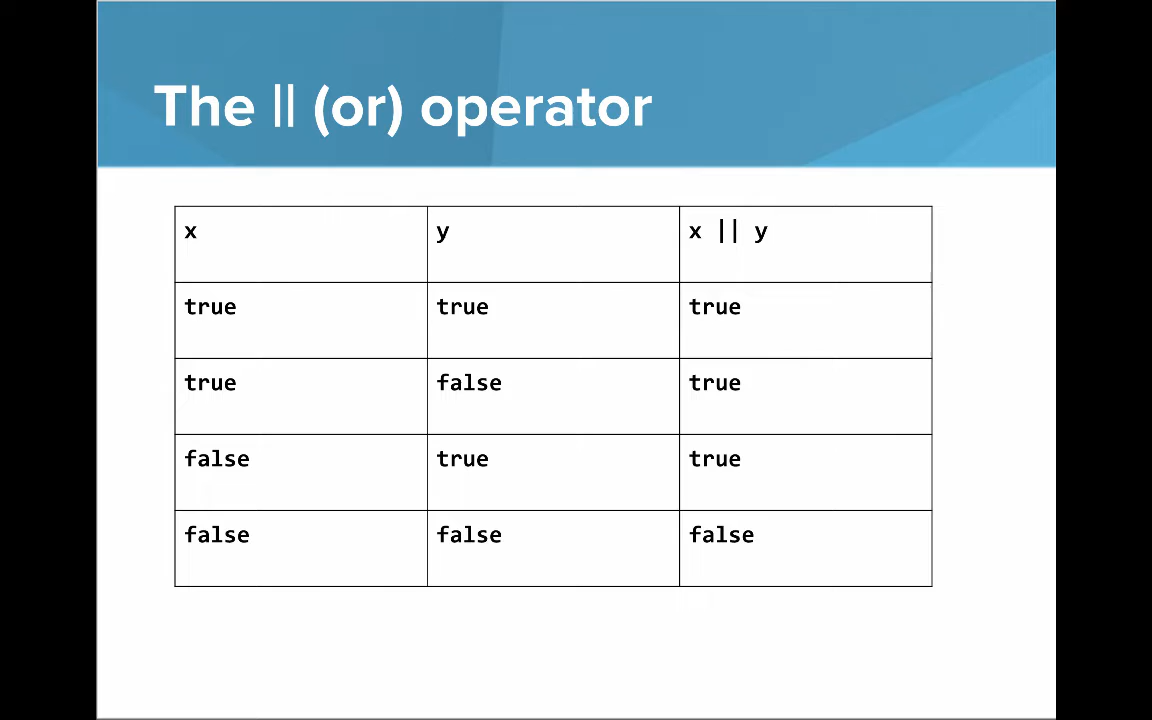 The || (or) operator
x y x || y
true true true
true false true
false true true
false false false